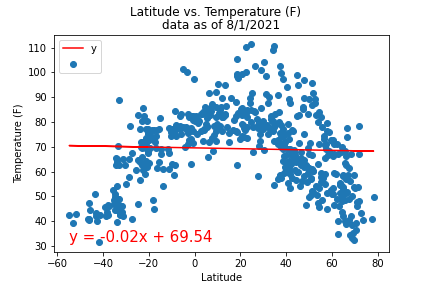 Latitude vs. Temperature (F)
data as of 8/1/2021
y
110
100
90
80
70
60
50
40
30
Temperature (F)
y = -0.02x + 69.54
−60 −40 −20 0 20 40 60 80
Latitude